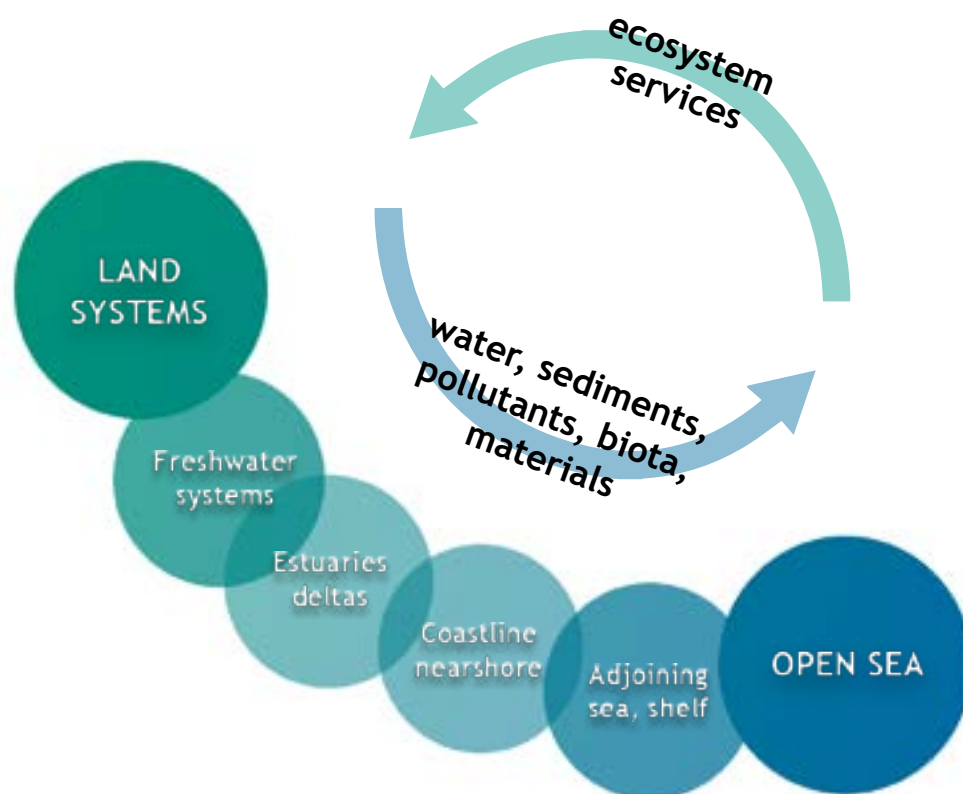 ecosystem
services
LAND
SYSTEMS
water, sediments,
pollutants, biota,
materials
Freshwater
systems
Estuaries
deltas
Coastline
nearshore
Adjoining
sea, shelf
OPEN SEA